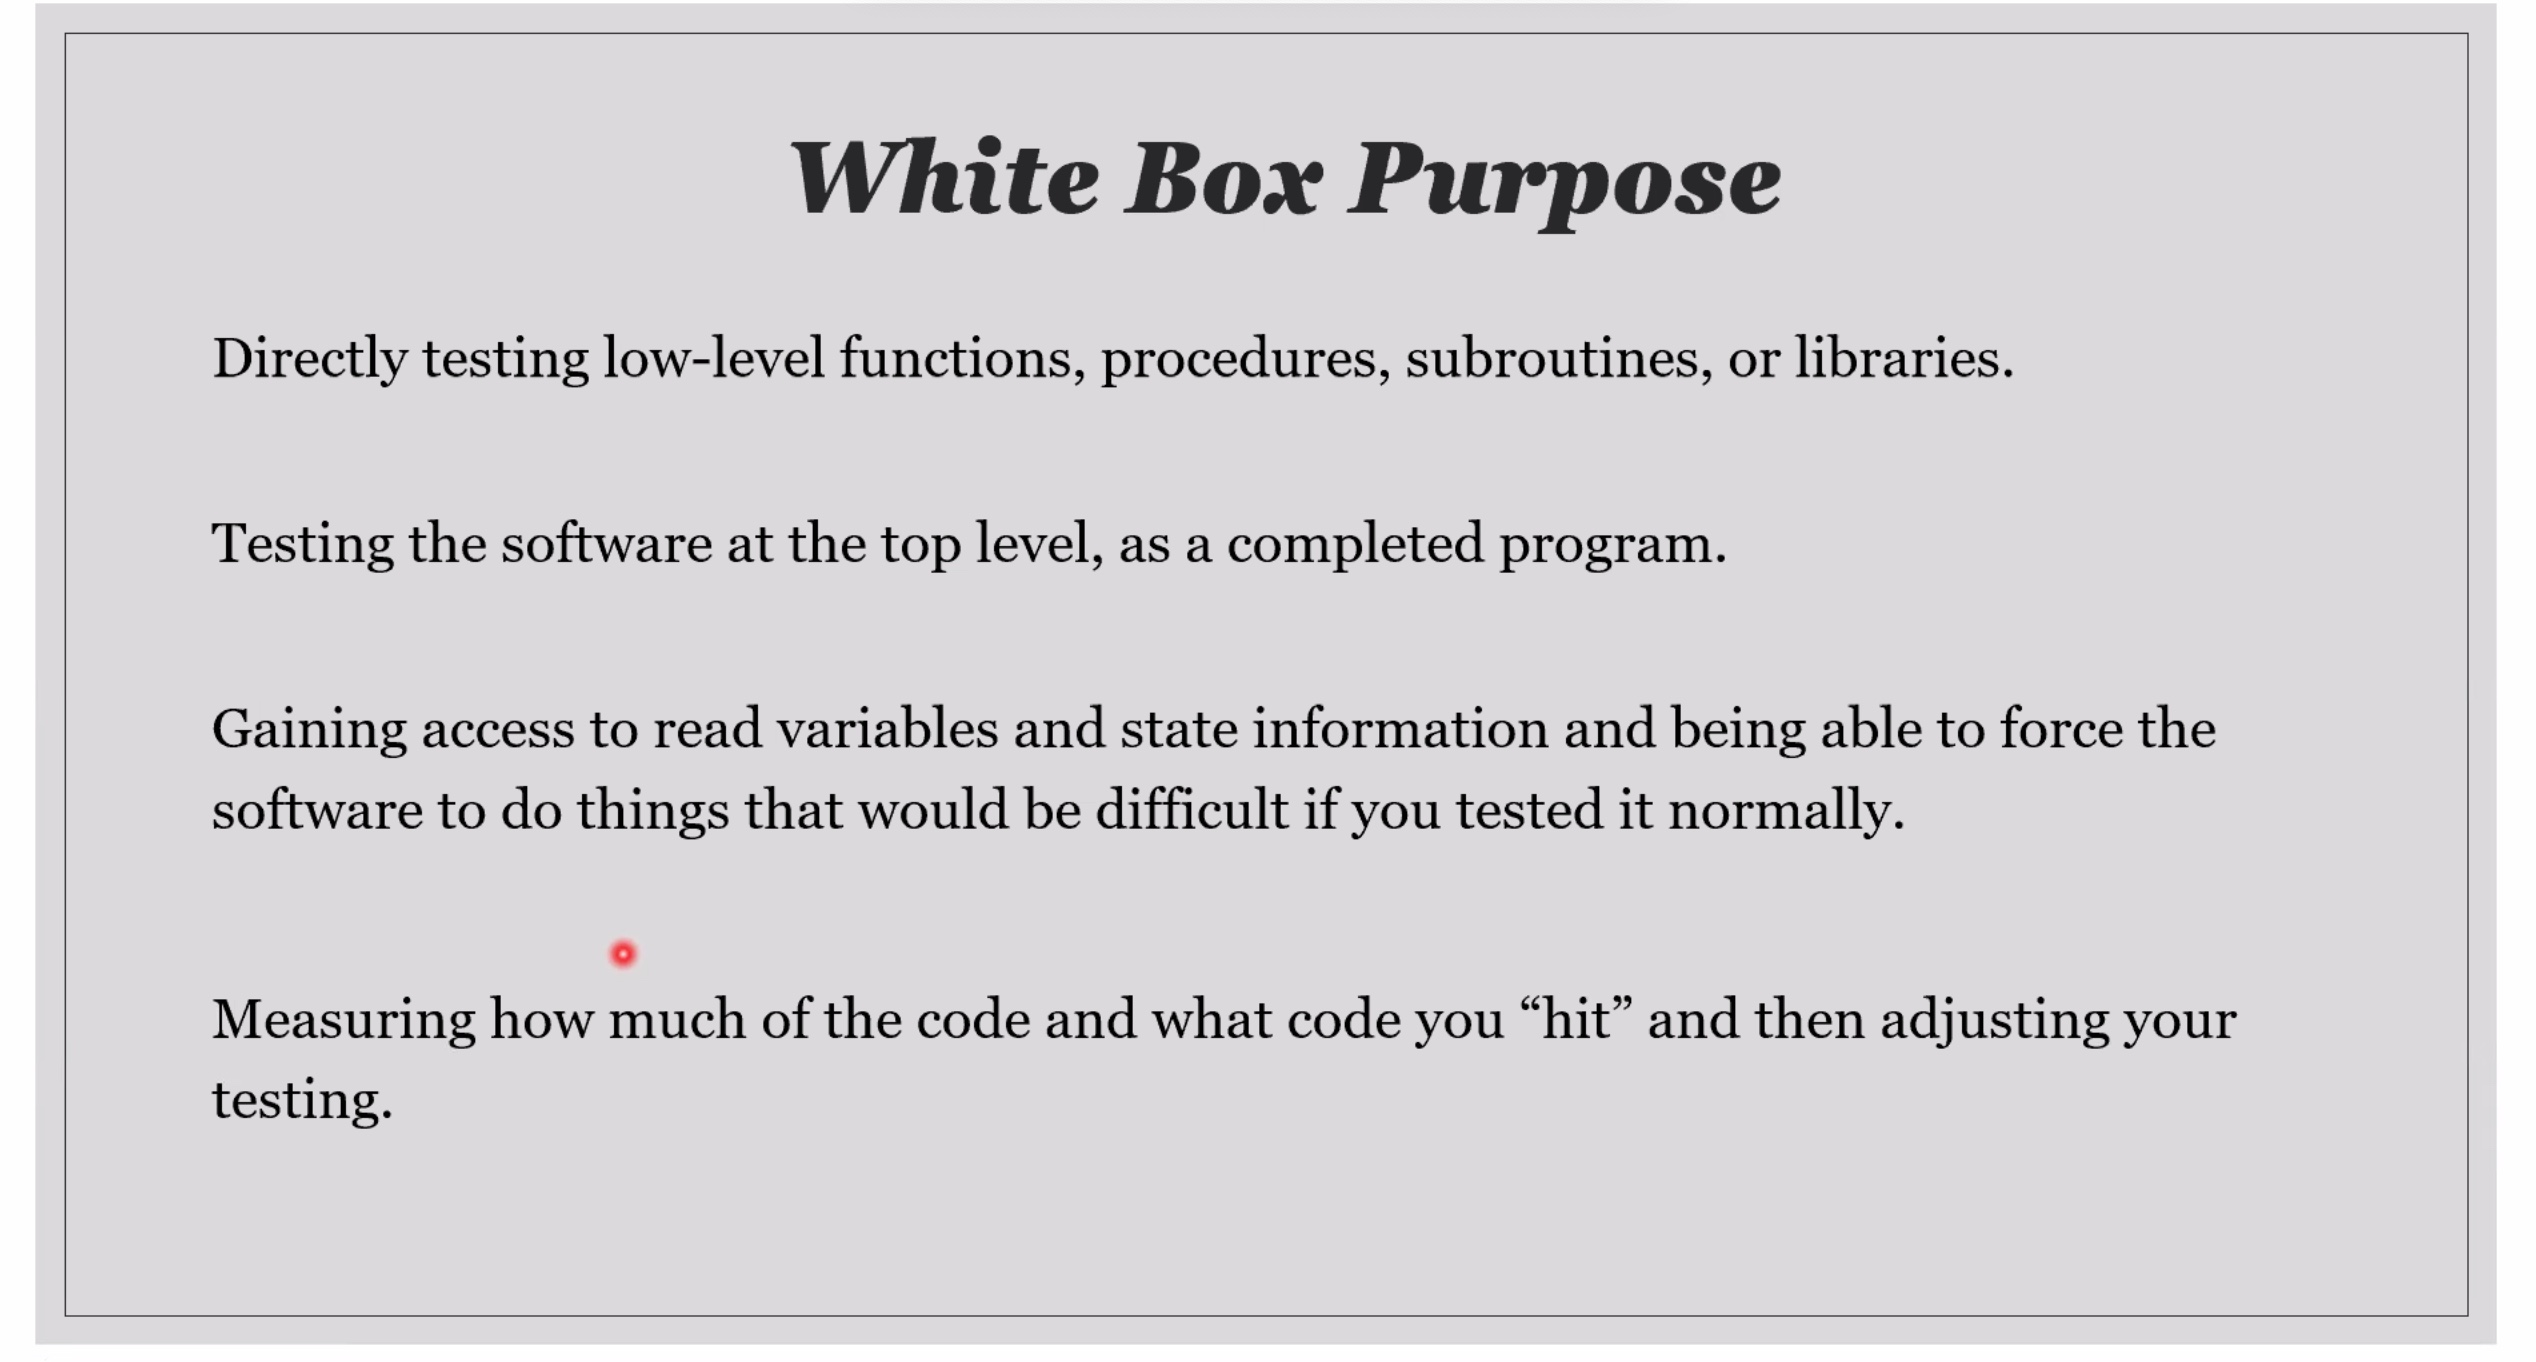 White Box Purpose
Directly testing low-level functions, procedures, subroutines, or libraries.
Testing the software at the top level, as a completed program.
Gaining access to read variables and state information and being able to force the
software to do things that would be difficult if you tested it normally.
Measuring how much of the code and what code you “hit” and then adjusting your
testing.